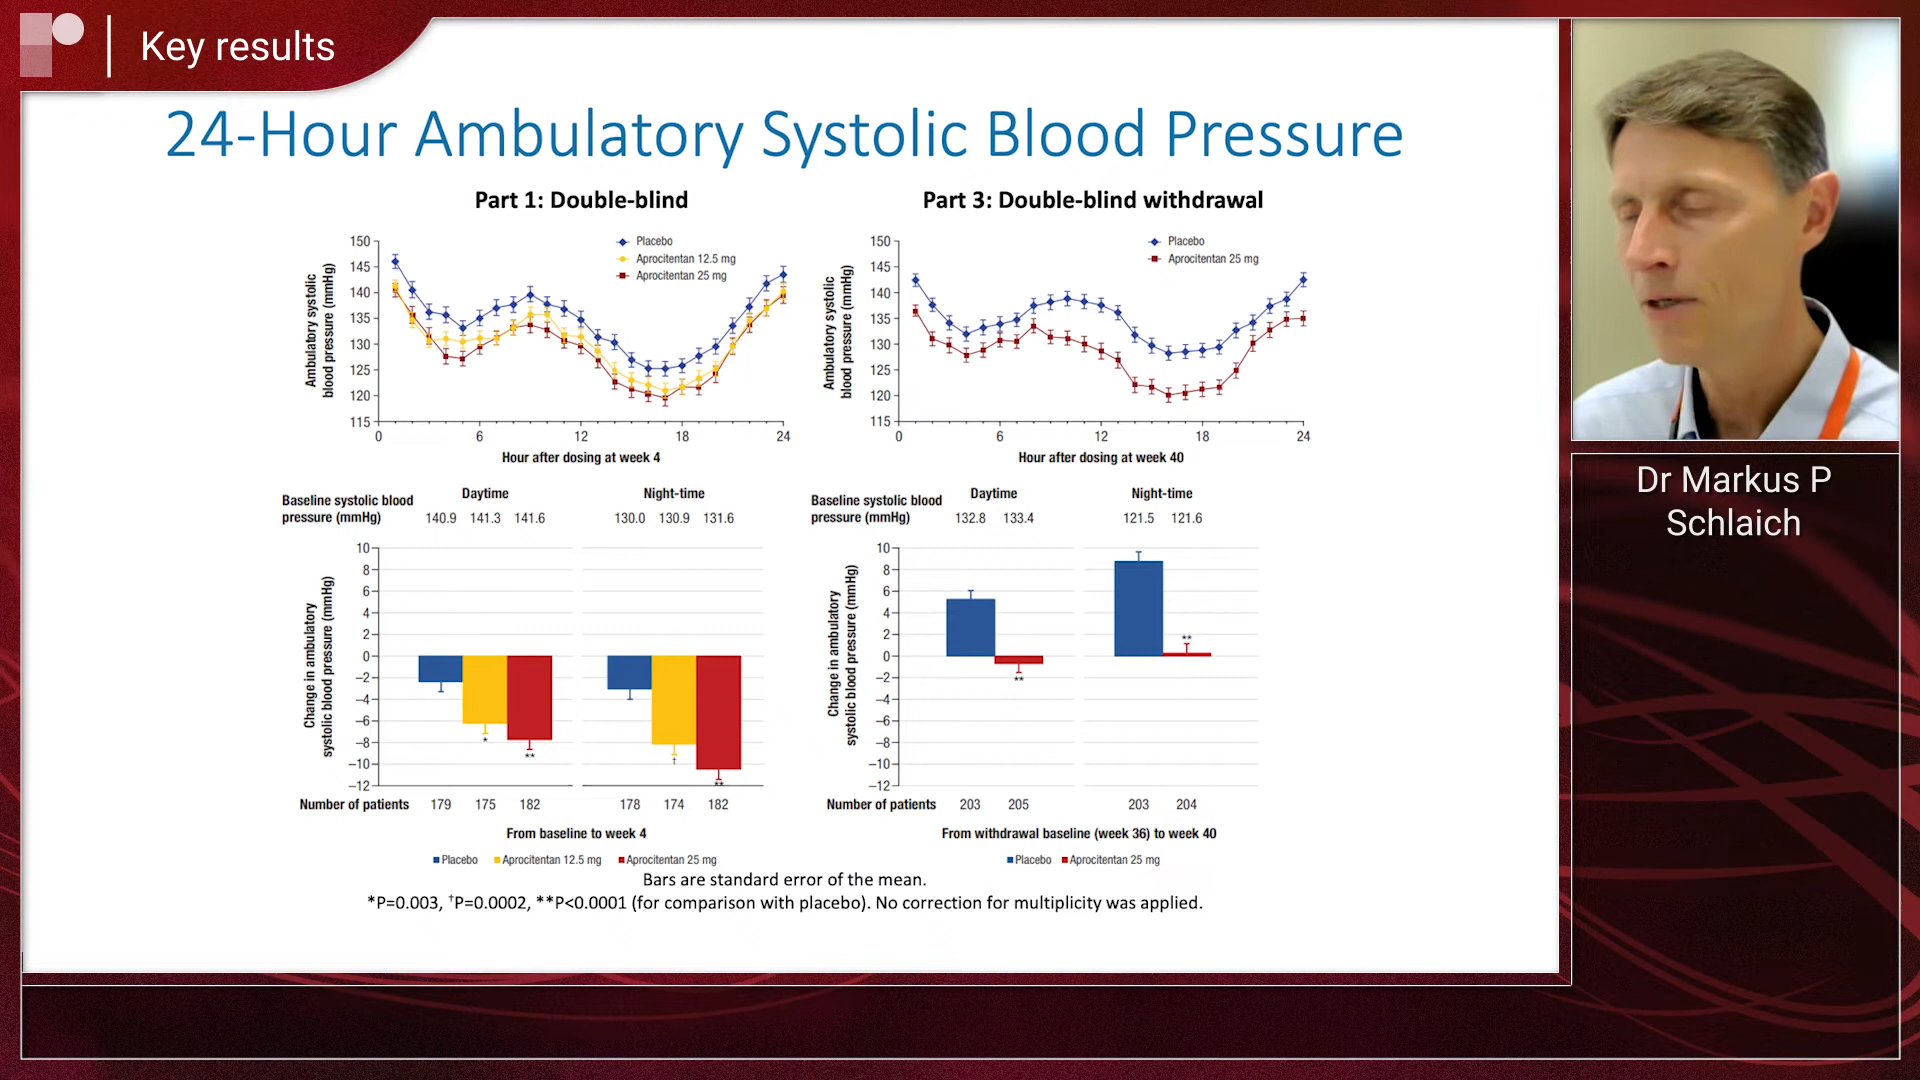 Key results
24-Hour Ambulatory Systolic Blood Pressure
Part 1: Double-blind
Placebo
Aprocitentan 12.5 mg
Aprocitentan 25 mg
Ambulatory systolic
blood pressure (mmHg)
150
145
140
135
130
125
120
115
0 6 12 18 24
Hour after dosing at week 4
Part 3: Double-blind withdrawal
Placebo
Aprocitentan 25 mg
Ambulatory systolic
blood pressure (mmHg)
150
145
140
135
130
125
120
115
0 6 12 18 24
Hour after dosing at week 40
Baseline systolic blood
pressure (mmHg)
Daytime
140.9 141.3 141.6
Night-time
130.0 130.9 131.6
Change in ambulatory
systolic blood pressure (mmHg)
10
8
6
4
2
0
−2
−4
−6
−8
−10
−12
* ** † **
Number of patients 179 175 182 178 174 182
From baseline to week 4
Placebo Aprocitentan 12.5 mg Aprocitentan 25 mg
Baseline systolic blood
pressure (mmHg)
Daytime
132.8 133.4
Night-time
121.5 121.6
Change in ambulatory
systolic blood pressure (mmHg)
10
8
6
4
2
0
−2
−4
−6
−8
−10
−12
** **
Number of patients 203 205 203 204
From withdrawal baseline (week 36) to week 40
Placebo Aprocitentan 25 mg
Bars are standard error of the mean.
*P=0.003, †P=0.0002, **P<0.0001 (for comparison with placebo). No correction for multiplicity was applied.
Dr Markus P
Schlaich